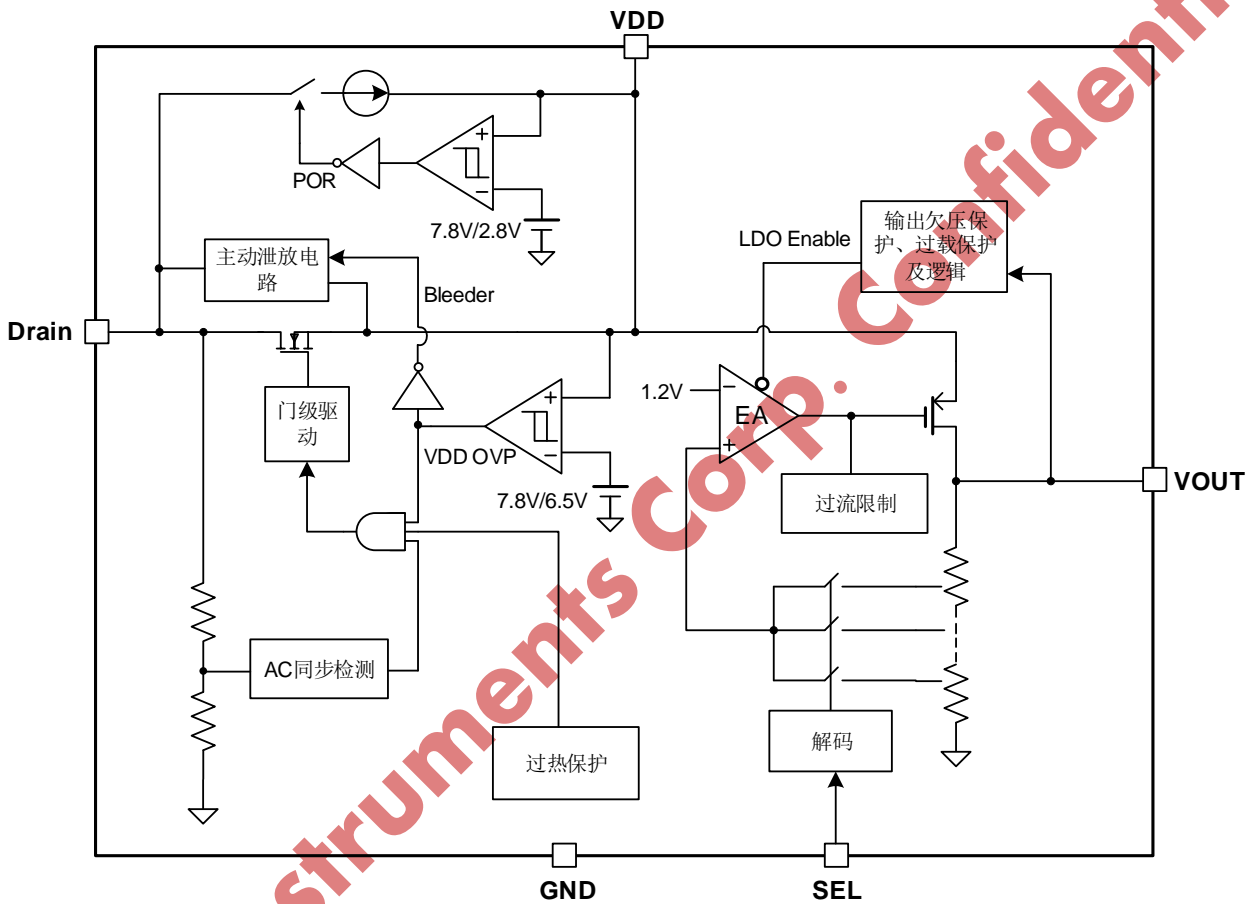 VDD
POR
7.8V/2.8V
主动泄放电
路
Bleeder
LDO Enable
输出欠压保
护、过载保护
及逻辑
Drain
门级驱
动
VDD OVP
7.8V/6.5V
1.2V
EA
过流限制
VOUT
AC同步检测
过热保护
解码
GND
SEL
struments Corp. Confidenti